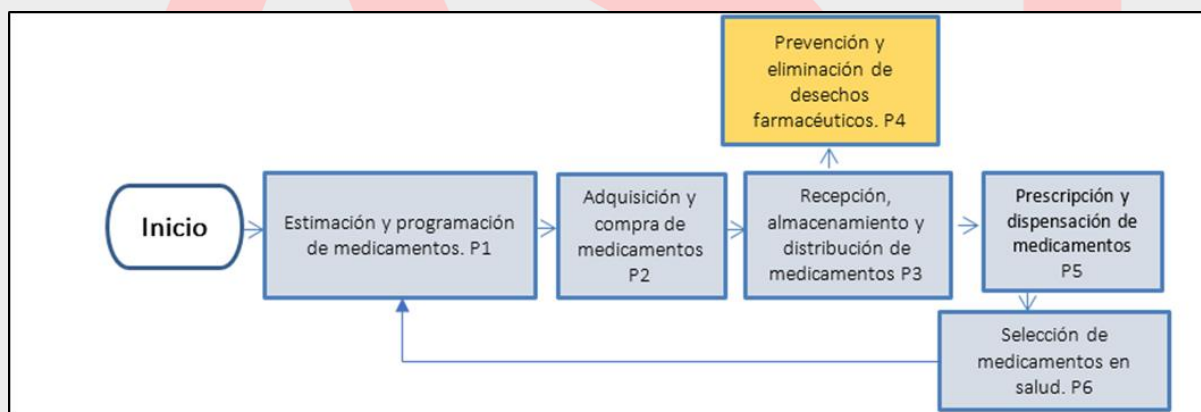 Prevención y
eliminación de
desechos
farmacéuticos. P4
Inicio
Estimación y programación
de medicamentos. P1
Adquisición y
compra de
medicamentos
P2
Recepción,
almacenamiento y
distribución de
medicamentos P3
Prescripción y
dispensación de
medicamentos
P5
Selección de
medicamentos en
salud. P6